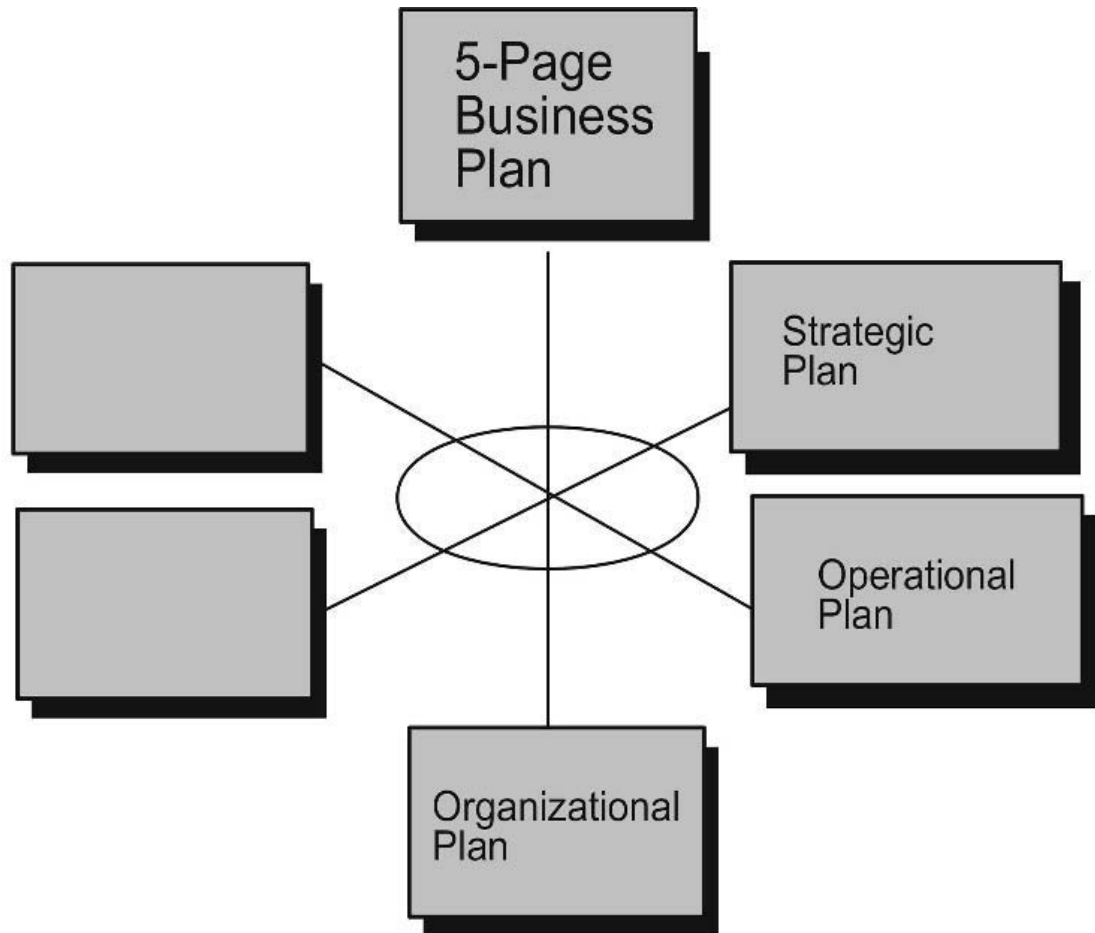 5-Page
Business
Plan
Strategic
Plan
Operational
Plan
Organizational
Plan